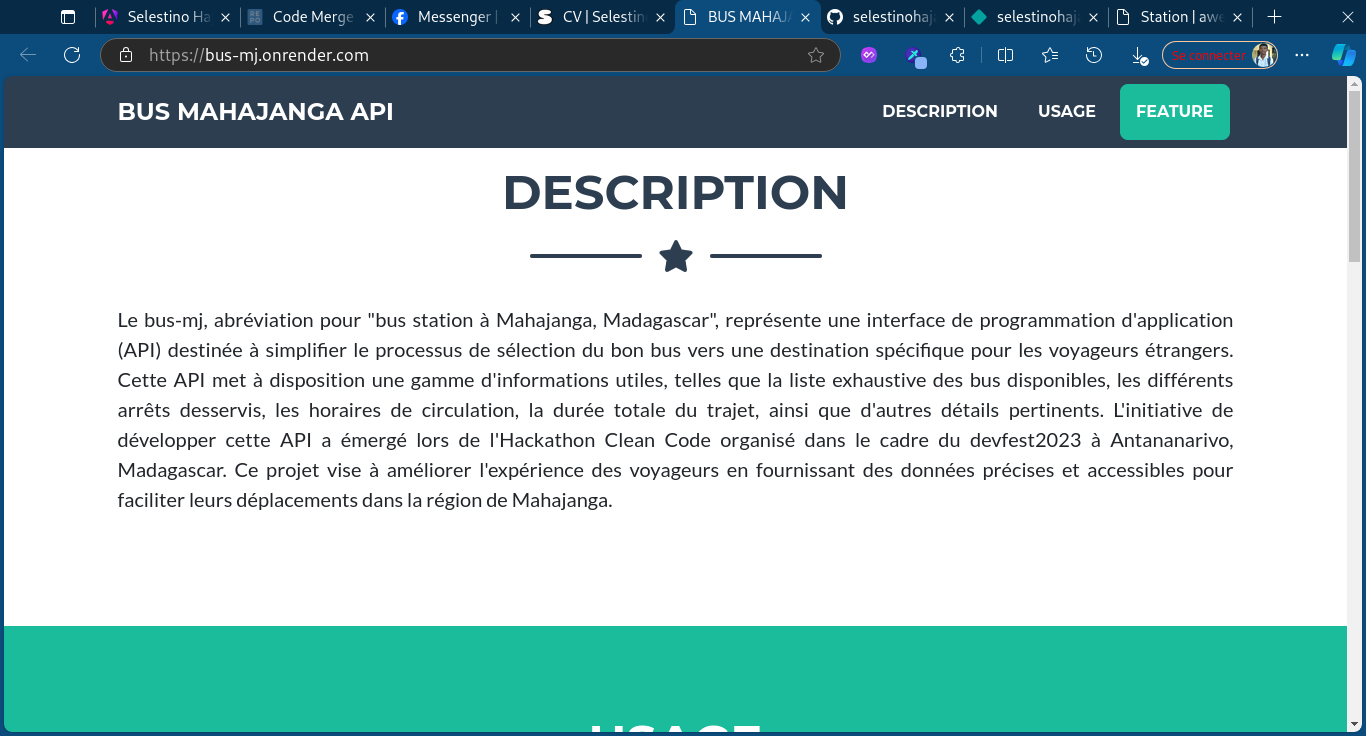 Selestino Ha
Code Merge
Messenger |
CV | Selestin
BUS MAHAJA
selestinohaj
selestinohaj
Station | awe
https://bus-mj.onrender.com
Se connecter
BUS MAHAJANGA API
DESCRIPTION
USAGE
FEATURE
DESCRIPTION
Le bus-mj, abréviation pour "bus station à Mahajanga, Madagascar", représente une interface de programmation d'application
(API) destinée à simplifier le processus de sélection du bon bus vers une destination spécifique pour les voyageurs étrangers.
Cette API met à disposition une gamme d'informations utiles, telles que la liste exhaustive des bus disponibles, les différents
arrêts desservis, les horaires de circulation, la durée totale du trajet, ainsi que d'autres détails pertinents. L'initiative de
développer cette API a émergé lors de l'Hackathon Clean Code organisé dans le cadre du devfest2023 à Antananarivo,
Madagascar. Ce projet vise à améliorer l'expérience des voyageurs en fournissant des données précises et accessibles pour
faciliter leurs déplacements dans la région de Mahajanga.
USAGE